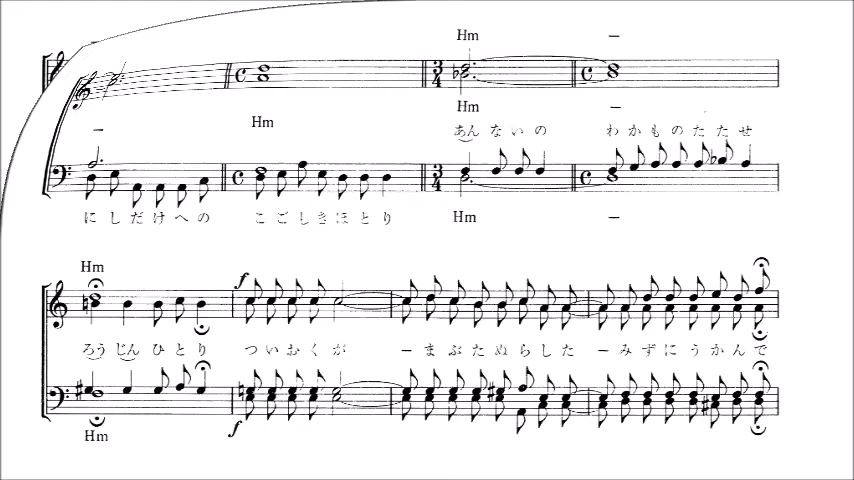 Hm –
Hm –
– Hm
あんないの わかものたたせ
にしだけへの こごしきほとり Hm –
Hm
f
ろうじんひとり ついおくが －まぶたぬらした －みずにうかんで
Hm f